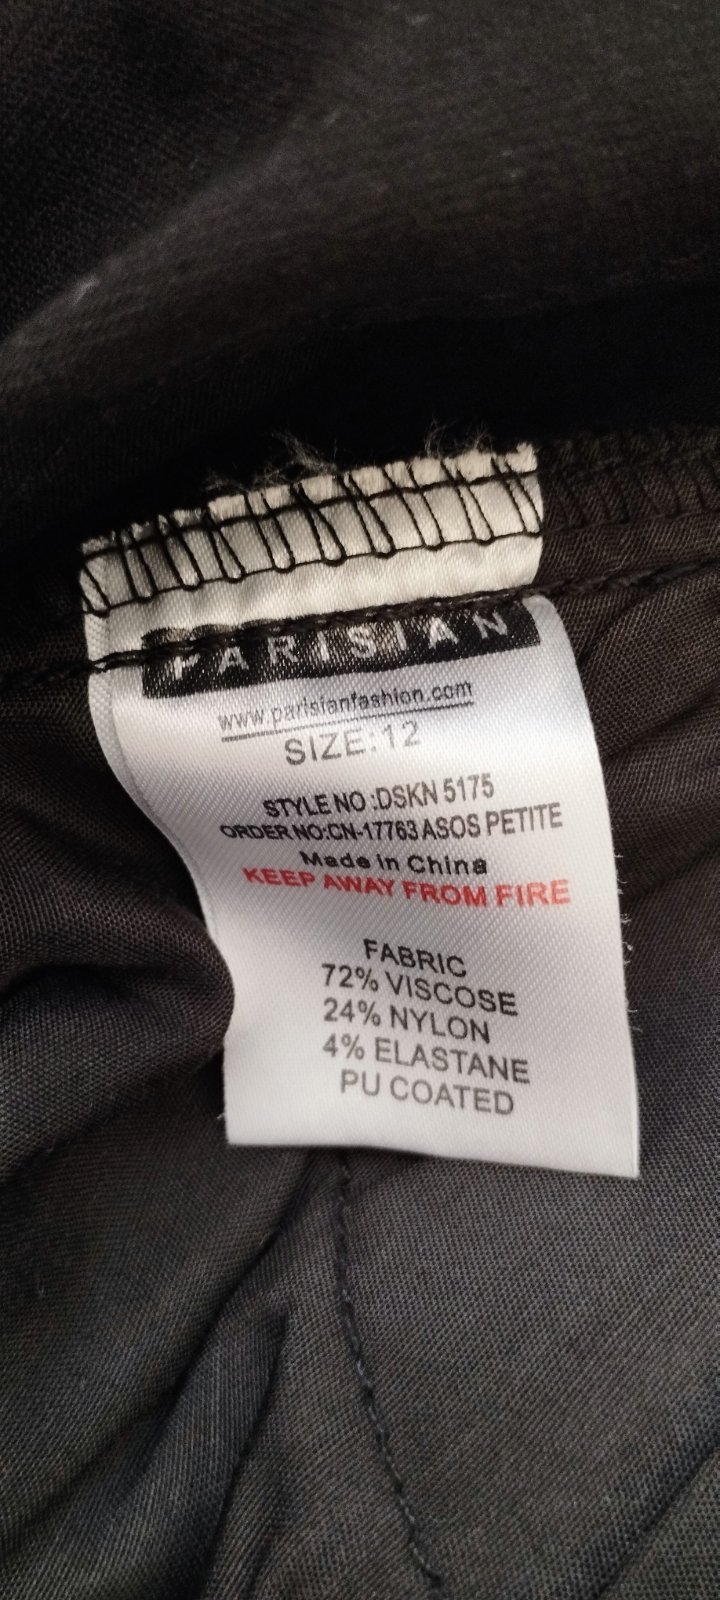 PARISIAN
www.parisianfashion.com
SIZE:12
STYLE NO :DSKN 5175
ORDER NO:CN-17763 ASOS PETITE
Made in China
KEEP AWAY FROM FIRE
FABRIC
72% VISCOSE
24% NYLON
4% ELASTANE
PU COATED